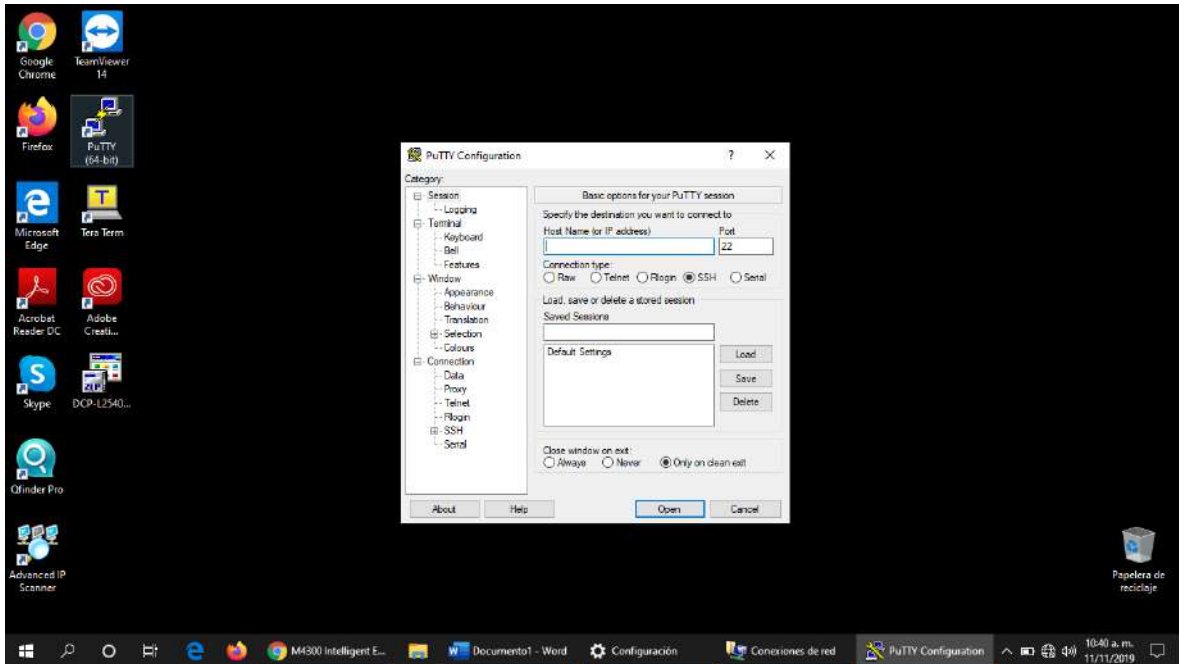 Google
Chrome
TeamViewer
14
Firefox
PuTTY
(64-bit)
Microsoft
Edge
Tera Term
Acrobat
Reader DC
Adobe
Creati...
Skype
DCP-L2540...
Qfinder Pro
Advanced IP
Scanner
PuTTY Configuration
Category:
Session
Logging
Terminal
Keyboard
Bell
Features
Window
Appearance
Behaviour
Translation
Selection
Colours
Connection
Data
Proxy
Telnet
Rlogin
SSH
Serial
Basic options for your PuTTY session
Specify the destination you want to connect to
Host Name (or IP address) Port
22
Connection type:
Raw Telnet Rlogin SSH Serial
Load, save or delete a stored session
Saved Sessions
Default Settings
Load
Save
Delete
Close window on exit:
Always Never Only on clean exit
About Help Open Cancel
Papelera de
reciclaje
M4300 Intelligent E... Documento1 - Word Configuración Conexiones de red PuTTY Configuration
10:40 a. m.
11/11/2019